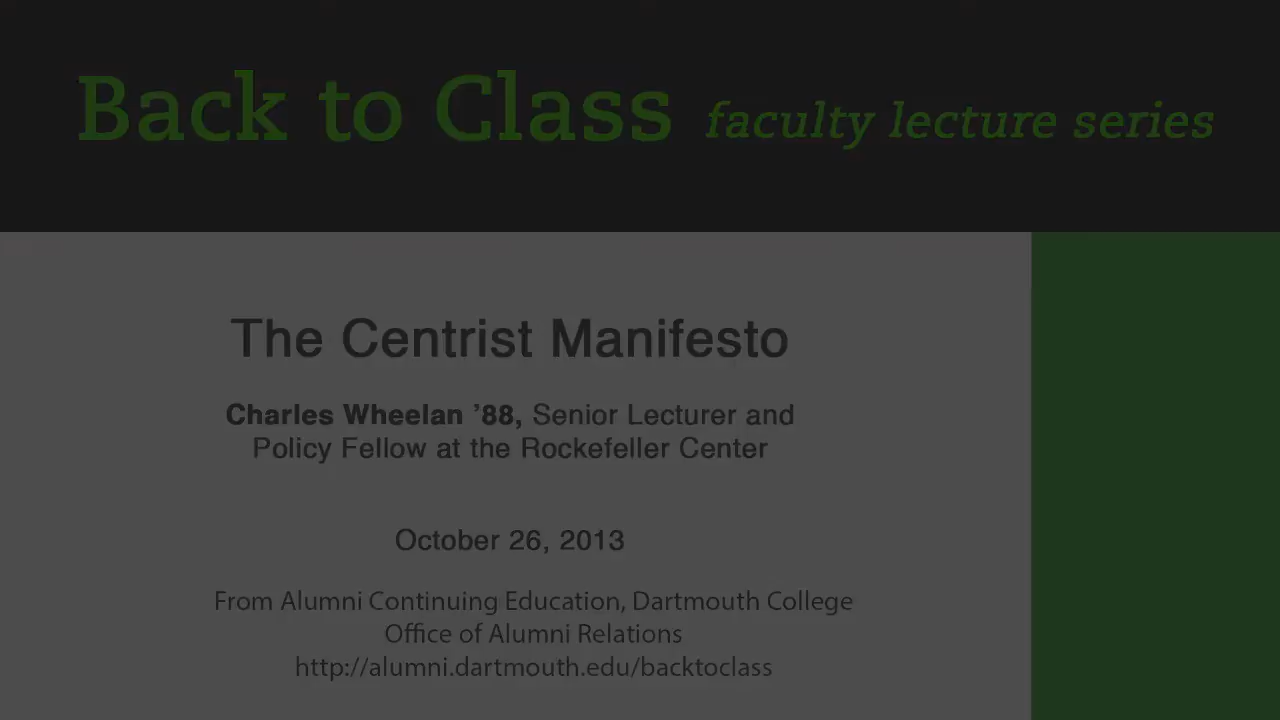 Back to Class faculty lecture series
The Centrist Manifesto
Charles Wheelan ’88, Senior Lecturer and
Policy Fellow at the Rockefeller Center
October 26, 2013
From Alumni Continuing Education, Dartmouth College
Office of Alumni Relations
http://alumni.dartmouth.edu/backtoclass